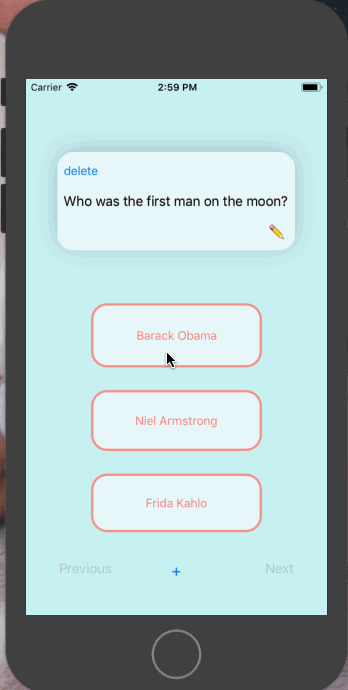 Carrier 2:59 PM
delete
Who was the first man on the moon?
Barack Obama
Niel Armstrong
Frida Kahlo
Previous + Next